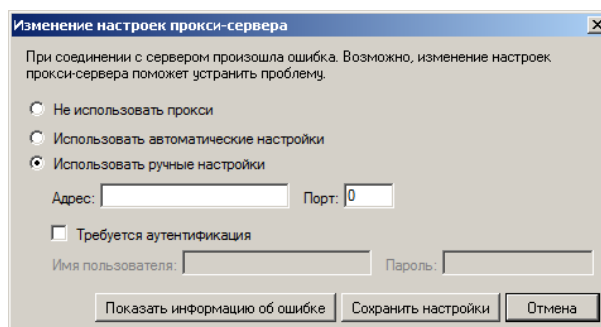 Изменение настроек прокси-сервера
При соединении с сервером произошла ошибка. Возможно, изменение настроек
прокси-сервера поможет устранить проблему.
Не использовать прокси
Использовать автоматические настройки
Использовать ручные настройки
Адрес: Порт: 0
Требуется аутентификация
Имя пользователя: Пароль:
Показать информацию об ошибке Сохранить настройки Отмена